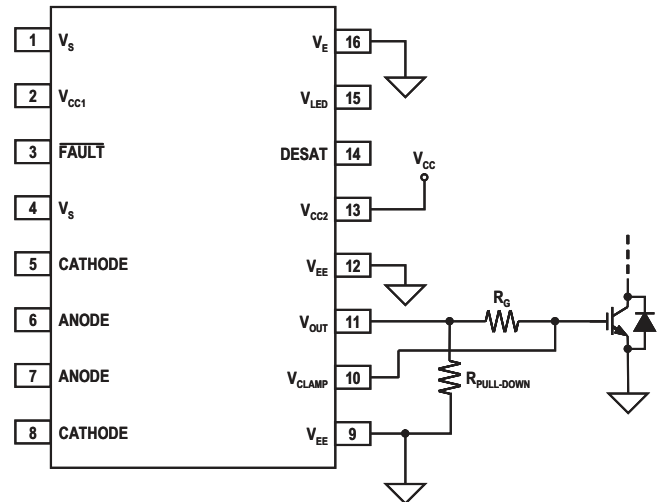 1 VS
2 VCC1
3 FAULT
4 VS
5 CATHODE
6 ANODE
7 ANODE
8 CATHODE
VE 16
VLED 15
DESAT 14
VCC2 13
VEE 12
VOUT 11
VCLAMP 10
VEE 9
VCC
RG
RPULL-DOWN